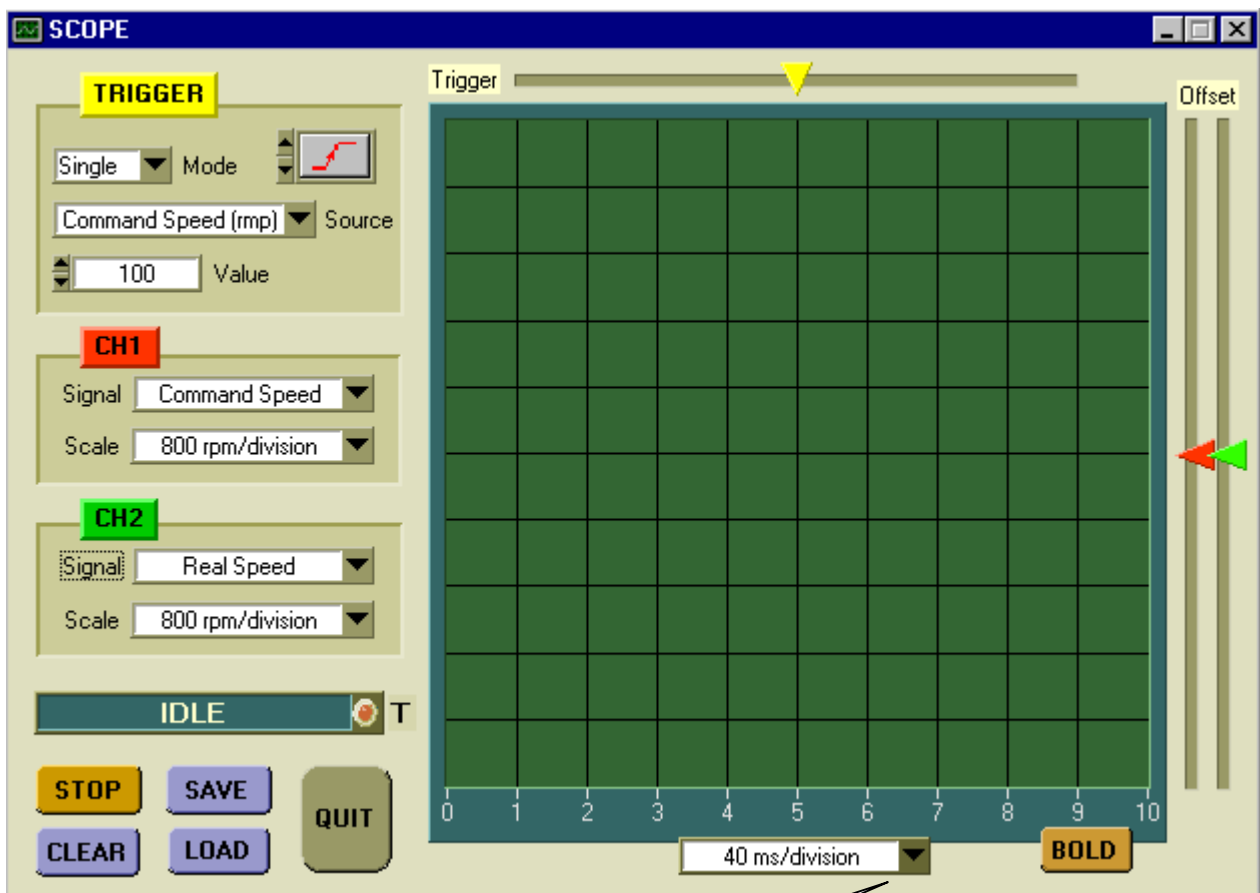 SCOPE
TRIGGER
Single Mode
Command Speed (rmp) Source
100 Value
CH1
Signal Command Speed
Scale 800 rpm/division
CH2
Signal Real Speed
Scale 800 rpm/division
IDLE T
STOP SAVE
QUIT
CLEAR LOAD
Trigger
Offset
0 1 2 3 4 5 6 7 8 9 10
40 ms/division
BOLD